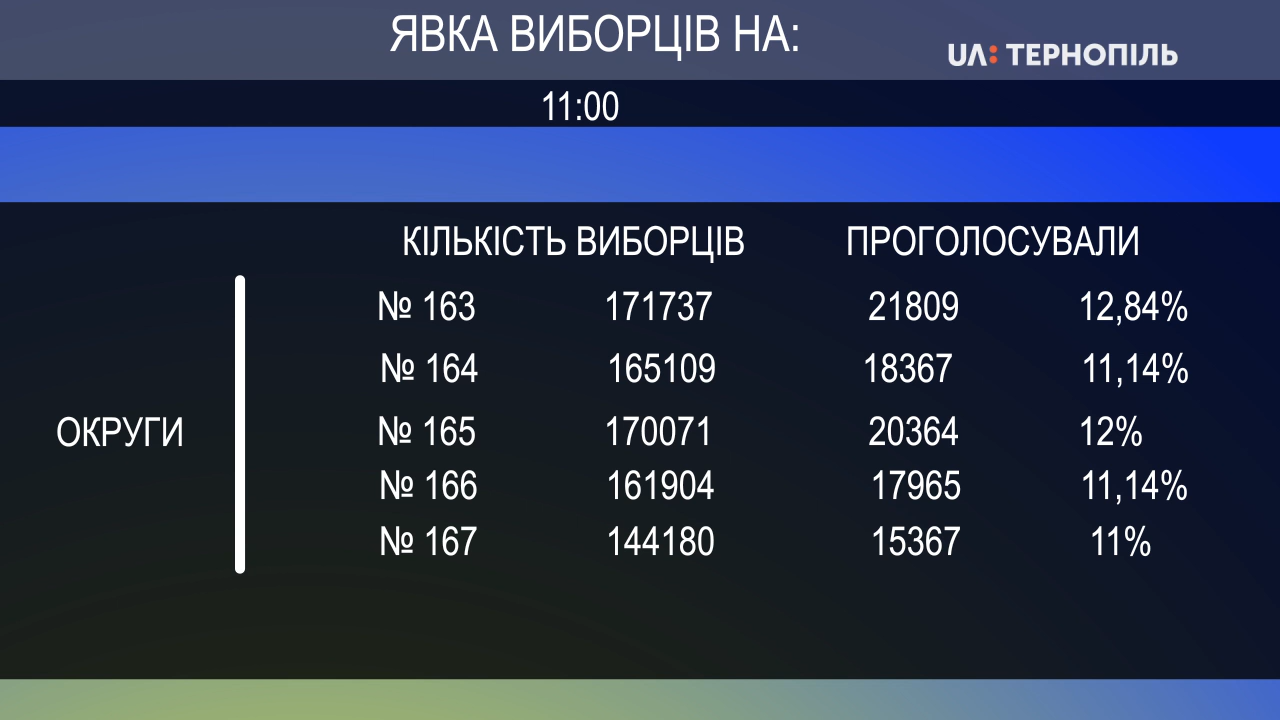 ЯВКА ВИБОРЦІВ НА:
UA: ТЕРНОПІЛЬ
11:00
КІЛЬКІСТЬ ВИБОРЦІВ ПРОГОЛОСУВАЛИ
№ 163 171737 21809 12,84%
№ 164 165109 18367 11,14%
ОКРУГИ № 165 170071 20364 12%
№ 166 161904 17965 11,14%
№ 167 144180 15367 11%